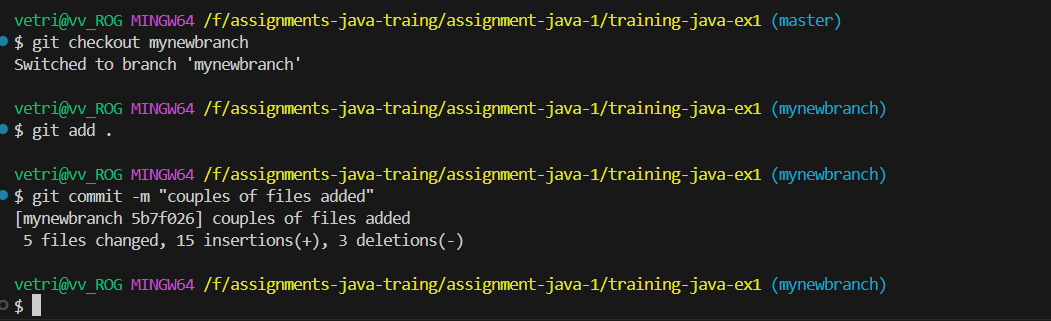 vetri@vv_ROG MINGW64 /f/assignments-java-traing/assignment-java-1/training-java-ex1 (master)
$ git checkout mynewbranch
Switched to branch 'mynewbranch'
vetri@vv_ROG MINGW64 /f/assignments-java-traing/assignment-java-1/training-java-ex1 (mynewbranch)
$ git add .
vetri@vv_ROG MINGW64 /f/assignments-java-traing/assignment-java-1/training-java-ex1 (mynewbranch)
$ git commit -m "couples of files added"
[mynewbranch 5b7f026] couples of files added
 5 files changed, 15 insertions(+), 3 deletions(-)
vetri@vv_ROG MINGW64 /f/assignments-java-traing/assignment-java-1/training-java-ex1 (mynewbranch)
$